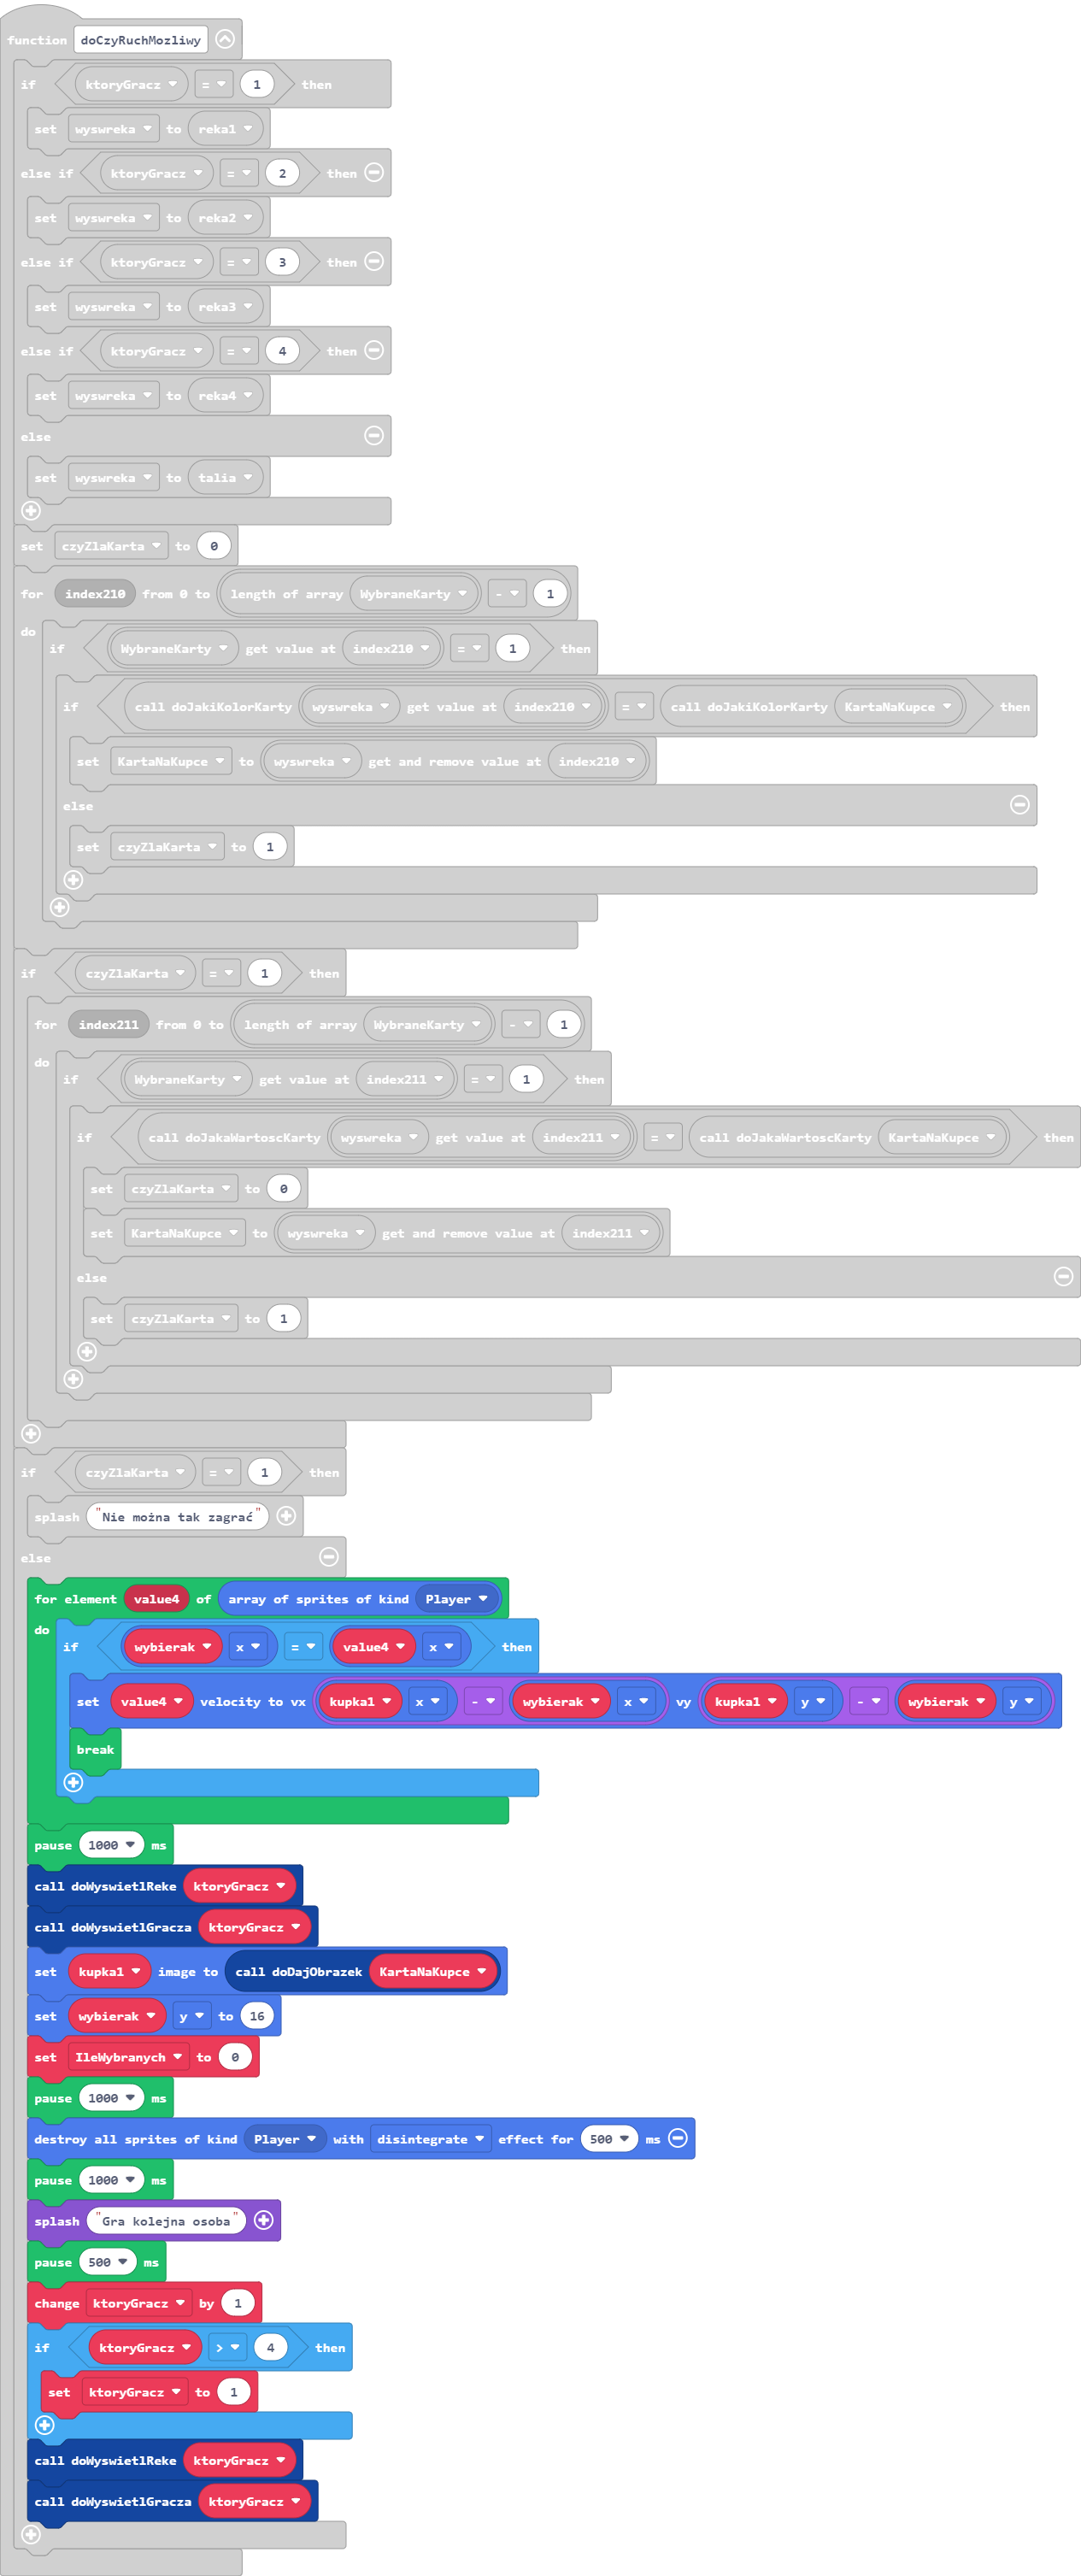 function doCzyRuchMozliwy
if ktoryGracz = 1 then
set wyswreka to reka1
else if ktoryGracz = 2 then
set wyswreka to reka2
else if ktoryGracz = 3 then
set wyswreka to reka3
else if ktoryGracz = 4 then
set wyswreka to reka4
else
set wyswreka to talia
set czyZlaKarta to 0
for index210 from 0 to length of array WybraneKarty - 1
do
if WybraneKarty get value at index210 = 1 then
if call doJakiKolorKarty wyswreka get value at index210 = call doJakiKolorKarty KartaNaKupce then
set KartaNaKupce to wyswreka get and remove value at index210
else
set czyZlaKarta to 1
if czyZlaKarta = 1 then
for index211 from 0 to length of array WybraneKarty - 1
do
if WybraneKarty get value at index211 = 1 then
if call doJakaWartoscKarty wyswreka get value at index211 = call doJakaWartoscKarty KartaNaKupce then
set czyZlaKarta to 0
set KartaNaKupce to wyswreka get and remove value at index211
else
set czyZlaKarta to 1
if czyZlaKarta = 1 then
splash "Nie można tak zagrać"
else
for element value4 of array of sprites of kind Player
do
if wybierak x = value4 x then
set value4 velocity to vx kupka1 x - wybierak x vy kupka1 y - wybierak y
break
pause 1000 ms
call doWyswietlReke ktoryGracz
call doWyswietlGracza ktoryGracz
set kupka1 image to call doDajObrazek KartaNaKupce
set wybierak y to 16
set IleWybranych to 0
pause 1000 ms
destroy all sprites of kind Player with disintegrate effect for 500 ms
pause 1000 ms
splash "Gra kolejna osoba"
pause 500 ms
change ktoryGracz by 1
if ktoryGracz > 4 then
set ktoryGracz to 1
call doWyswietlReke ktoryGracz
call doWyswietlGracza ktoryGracz